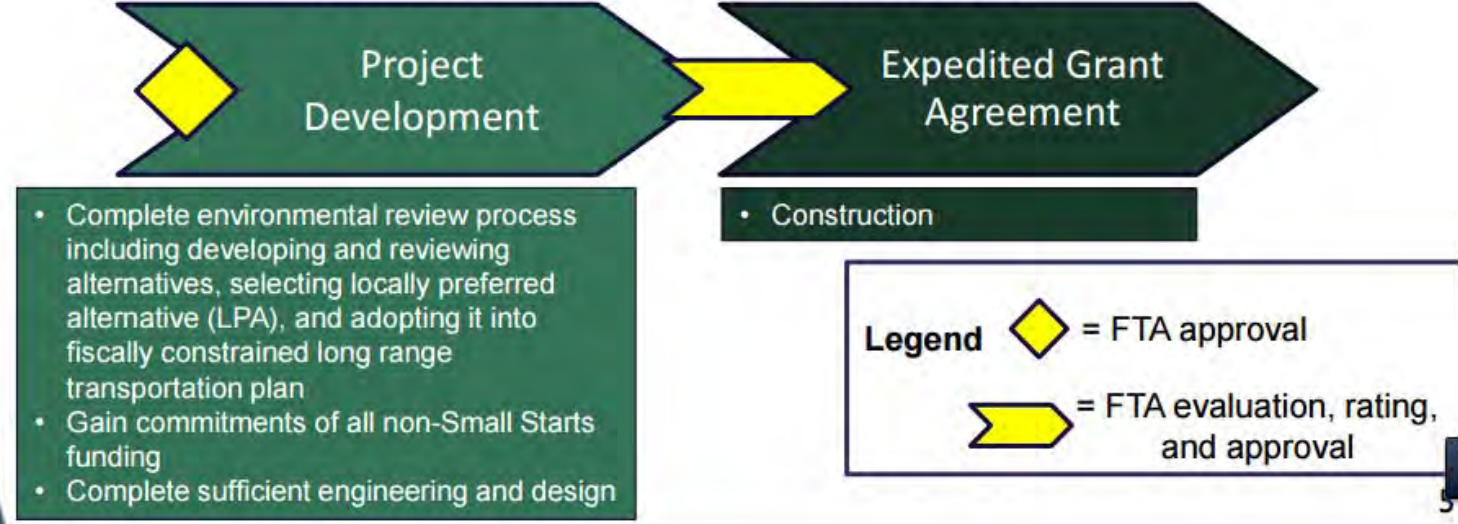 Project
Development
Expedited Grant
Agreement
• Complete environmental review process
including developing and reviewing
alternatives, selecting locally preferred
alternative (LPA), and adopting it into
fiscally constrained long range
transportation plan
• Gain commitments of all non-Small Starts
funding
• Complete sufficient engineering and design
• Construction
Legend
= FTA approval
= FTA evaluation, rating,
and approval
5